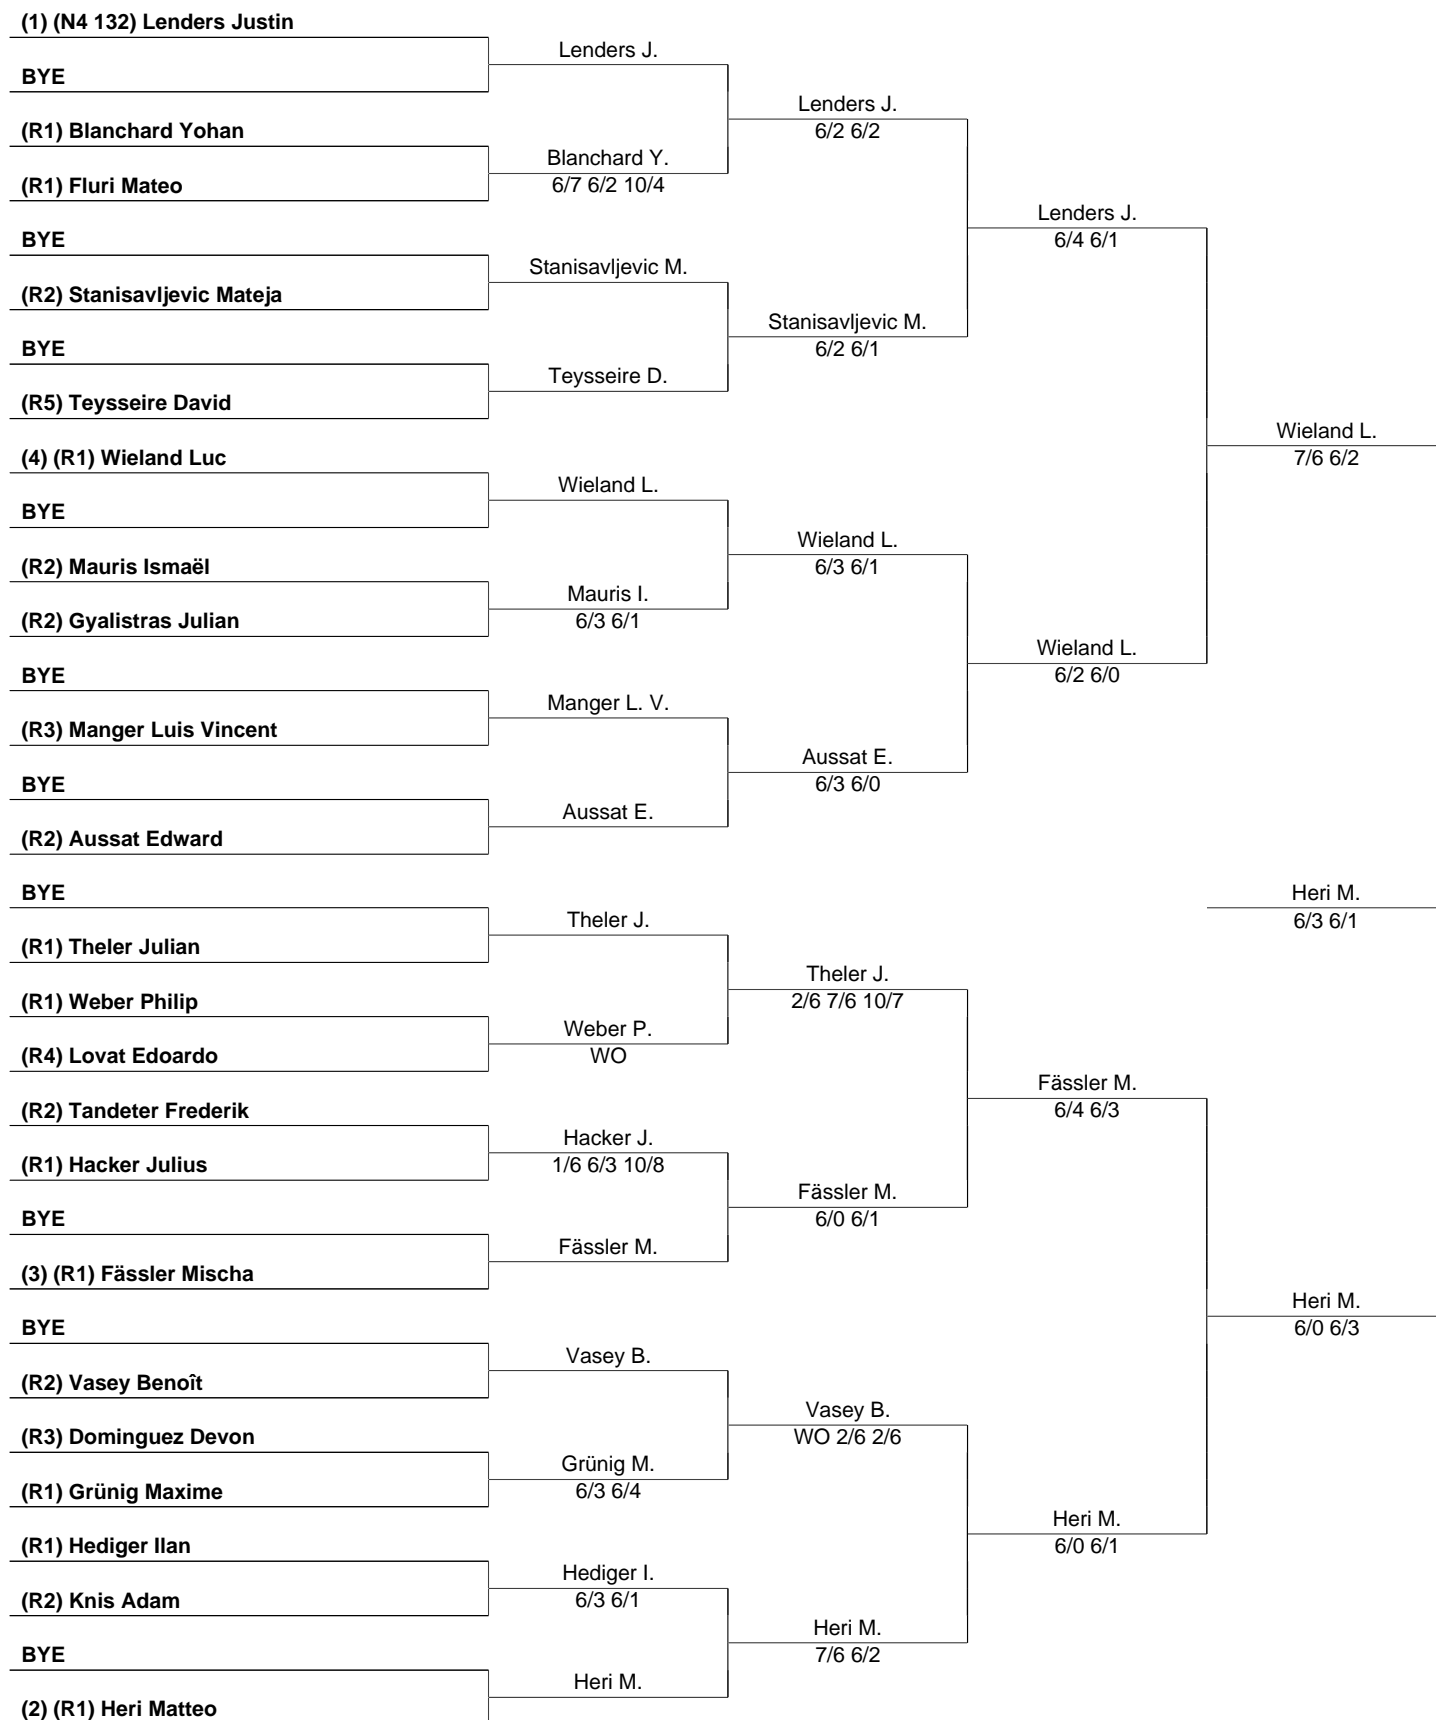 (1) (N4 132) Lenders Justin
BYE
(R1) Blanchard Yohan
(R1) Fluri Mateo
BYE
(R2) Stanisavljevic Mateja
BYE
(R5) Teysseire David
(4) (R1) Wieland Luc
BYE
(R2) Mauris Ismaël
(R2) Gyalistras Julian
BYE
(R3) Manger Luis Vincent
BYE
(R2) Aussat Edward
BYE
(R1) Theler Julian
(R1) Weber Philip
(R4) Lovat Edoardo
(R2) Tandeter Frederik
(R1) Hacker Julius
BYE
(3) (R1) Fässler Mischa
BYE
(R2) Vasey Benoît
(R3) Dominguez Devon
(R1) Grünig Maxime
(R1) Hediger Ilan
(R2) Knis Adam
BYE
(2) (R1) Heri Matteo
Lenders J.
Blanchard Y.
6/7 6/2 10/4
Stanisavljevic M.
Teysseire D.
Wieland L.
Mauris I.
6/3 6/1
Manger L. V.
Aussat E.
Theler J.
Weber P.
WO
Hacker J.
1/6 6/3 10/8
Fässler M.
Vasey B.
Grünig M.
6/3 6/4
Hediger I.
6/3 6/1
Heri M.
Lenders J.
6/2 6/2
Stanisavljevic M.
6/2 6/1
Wieland L.
6/3 6/1
Aussat E.
6/3 6/0
Theler J.
2/6 7/6 10/7
Fässler M.
6/0 6/1
Vasey B.
WO 2/6 2/6
Heri M.
7/6 6/2
Lenders J.
6/4 6/1
Wieland L.
6/2 6/0
Fässler M.
6/4 6/3
Heri M.
6/0 6/1
Wieland L.
7/6 6/2
Heri M.
6/3 6/1
Heri M.
6/0 6/3